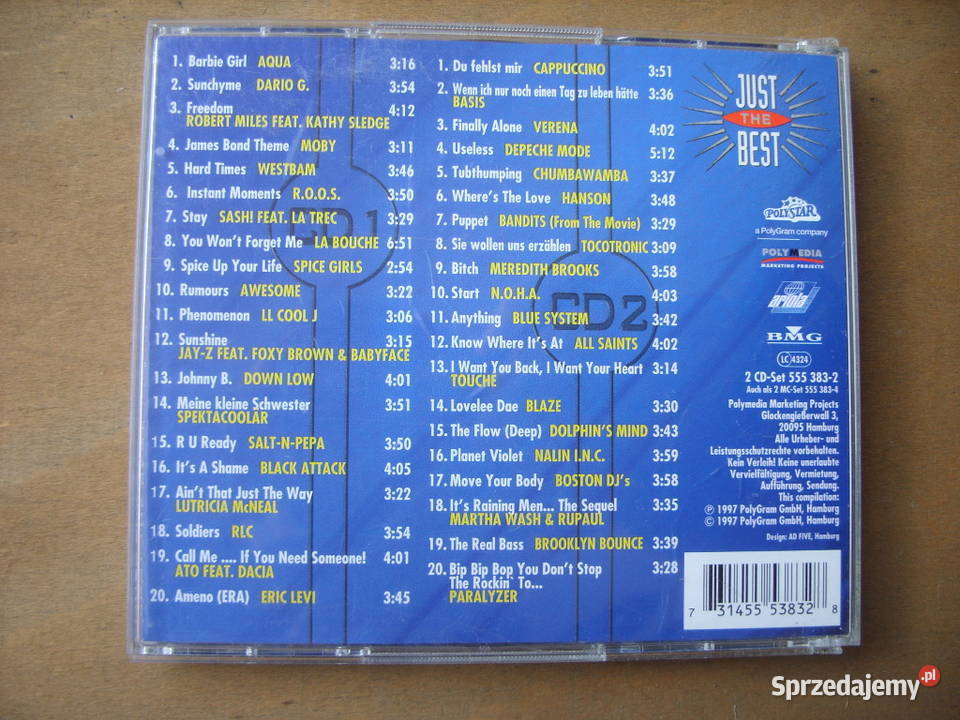 1. Barbie Girl AQUA 3:16
2. Sunchyme DARIO G. 3:54
3. Freedom 4:12
ROBERT MILES FEAT. KATHY SLEDGE
4. James Bond Theme MOBY 3:11
5. Hard Times WESTBAM 3:46
6. Instant Moments R.O.O.S. 3:50
7. Stay SASH! FEAT. LA TREC 3:29
8. You Won't Forget Me LA BOUCHE 6:51
9. Spice Up Your Life SPICE GIRLS 2:54
10. Rumours AWESOME 3:22
11. Phenomenon LL COOL J 3:06
12. Sunshine 3:15
JAY-Z FEAT. FOXY BROWN & BABYFACE
13. Johnny B. DOWN LOW 4:01
14. Meine kleine Schwester 3:51
SPEKTACOOLÄR
15. R U Ready SALT-N-PEPA 3:50
16. It's A Shame BLACK ATTACK 4:05
17. Ain't That Just The Way 3:22
LUTRICIA McNEAL
18. Soldiers RLC 3:54
19. Call Me .... If You Need Someone! 4:01
ATO FEAT. DACIA
20. Ameno (ERA) ERIC LEVI 3:45
CD 1
1. Du fehlst mir CAPPUCCINO 3:51
2. Wenn ich nur noch einen Tag zu leben hätte 3:36
BASIS
3. Finally Alone VERENA 4:02
4. Useless DEPECHE MODE 5:12
5. Tubthumping CHUMBAWAMBA 3:37
6. Where's The Love HANSON 3:48
7. Puppet BANDITS (From The Movie) 3:29
8. Sie wollen uns erzählen TOCOTRONIC 3:09
9. Bitch MEREDITH BROOKS 3:58
10. Start N.O.H.A. 4:03
11. Anything BLUE SYSTEM 3:42
12. Know Where It's At ALL SAINTS 4:02
13. I Want You Back, I Want Your Heart 3:14
TOUCHE
14. Lovelee Dae BLAZE 3:30
15. The Flow (Deep) DOLPHIN'S MIND 3:43
16. Planet Violet NALIN I.N.C. 3:59
17. Move Your Body BOSTON DJ's 3:58
18. It's Raining Men... The Sequel 3:35
MARTHA WASH & RUPAUL
19. The Real Bass BROOKLYN BOUNCE 3:39
20. Bip Bip Bop You Don't Stop 3:28
The Rockin` To...
PARALYZER
CD 2
JUST
THE
BEST
POLYSTAR
a PolyGram company
POLYMEDIA
MARKETING PROJECTS
ariola
BMG
LC 4324
2 CD-Set 555 383-2
Auch als 2 MC-Set 555 383-4
Polymedia Marketing Projects
Glockengießerwall 3,
20095 Hamburg
Alle Urheber- und
Leistungsschutzrechte vorbehalten.
Kein Verleih! Keine unerlaubte
Vervielfältigung, Vermietung,
Aufführung, Sendung.
This compilation:
℗ 1997 PolyGram GmbH, Hamburg
© 1997 PolyGram GmbH, Hamburg
Design: AD FIVE, Hamburg
7 31455 53832 8
Sprzedajemy.pl